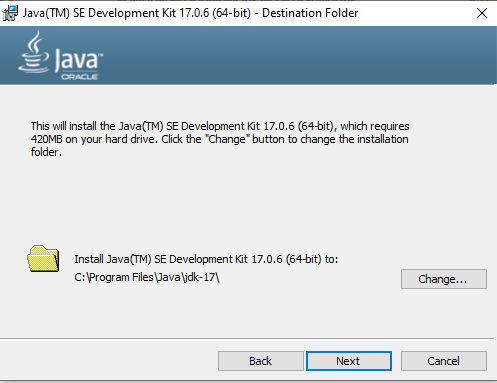 Java(TM) SE Development Kit 17.0.6 (64-bit) - Destination Folder
Java
ORACLE
This will install the Java(TM) SE Development Kit 17.0.6 (64-bit), which requires
420MB on your hard drive. Click the "Change" button to change the installation
folder.
Install Java(TM) SE Development Kit 17.0.6 (64-bit) to:
C:\Program Files\Java\jdk-17\
Change...
Back Next Cancel